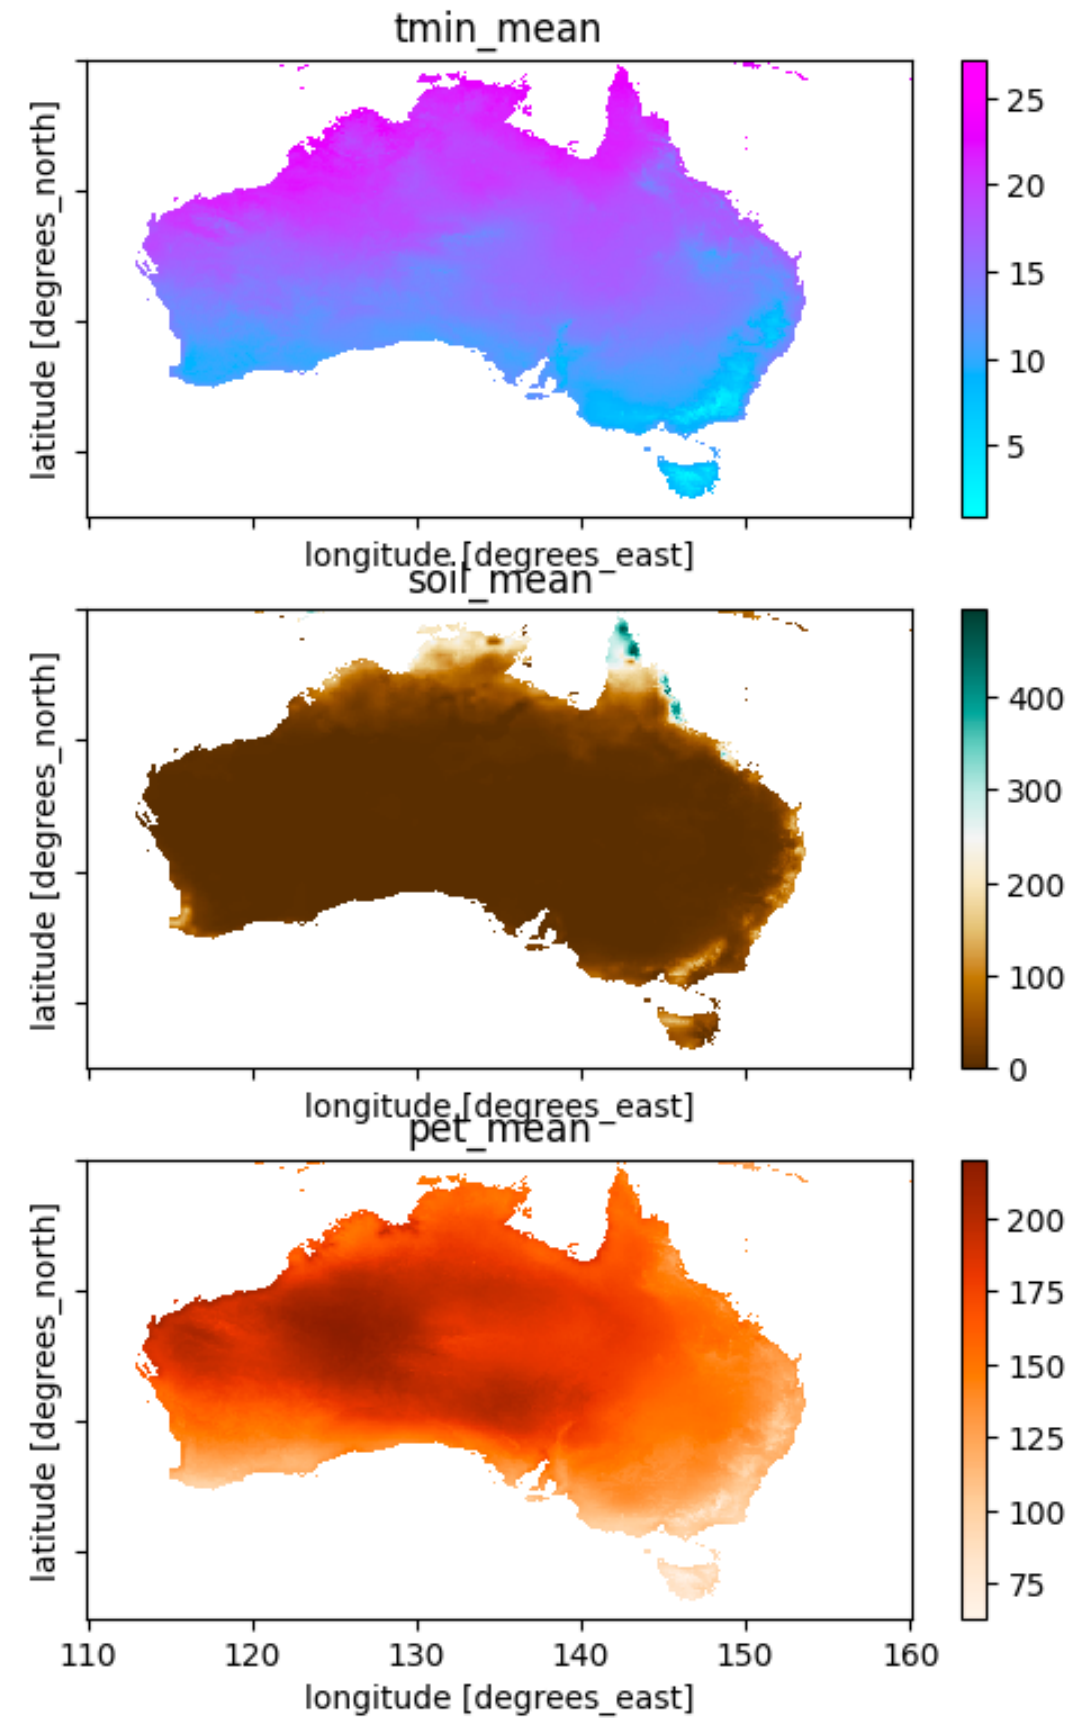 tmin_mean
latitude [degrees_north]
25
20
15
10
5
longitude [degrees_east]
soil_mean
latitude [degrees_north]
400
300
200
100
0
longitude [degrees_east]
pet_mean
latitude [degrees_north]
200
175
150
125
100
75
110 120 130 140 150 160
longitude [degrees_east]